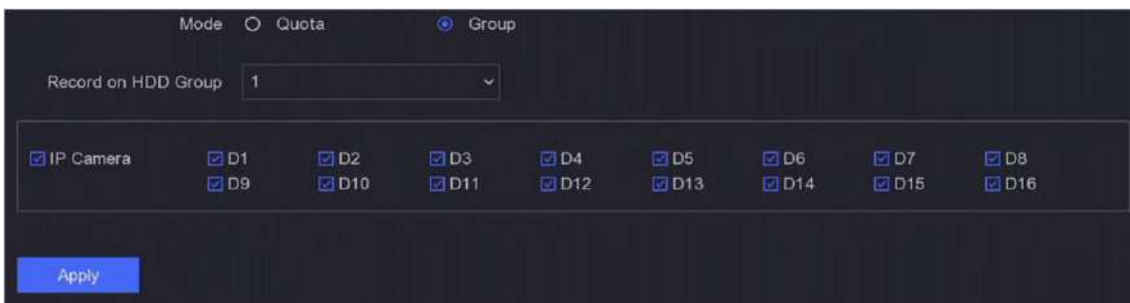 Mode Quota Group
Record on HDD Group 1
IP Camera D1 D2 D3 D4 D5 D6 D7 D8
D9 D10 D11 D12 D13 D14 D15 D16
Apply